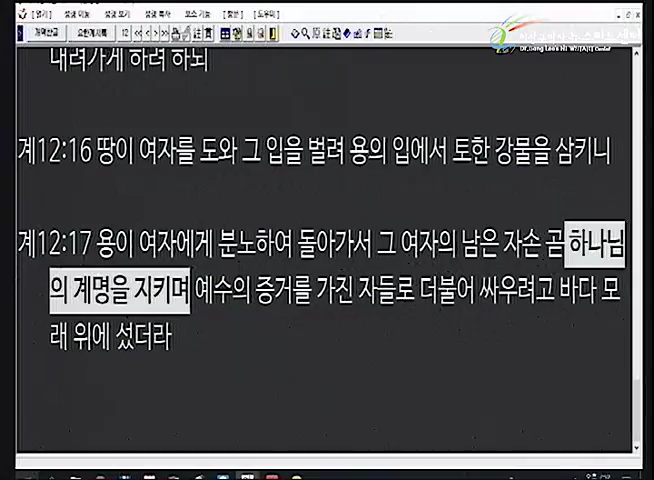 내려가게 하려 하되
계12:16 땅이 여자를 도와 그 입을 벌려 용의 입에서 토한 강물을 삼키니
계12:17 용이 여자에게 분노하여 돌아가서 그 여자의 남은 자손 곧 하나님
의 계명을 지키며 예수의 증거를 가진 자들로 더불어 싸우려고 바다 모
래 위에 섰더라